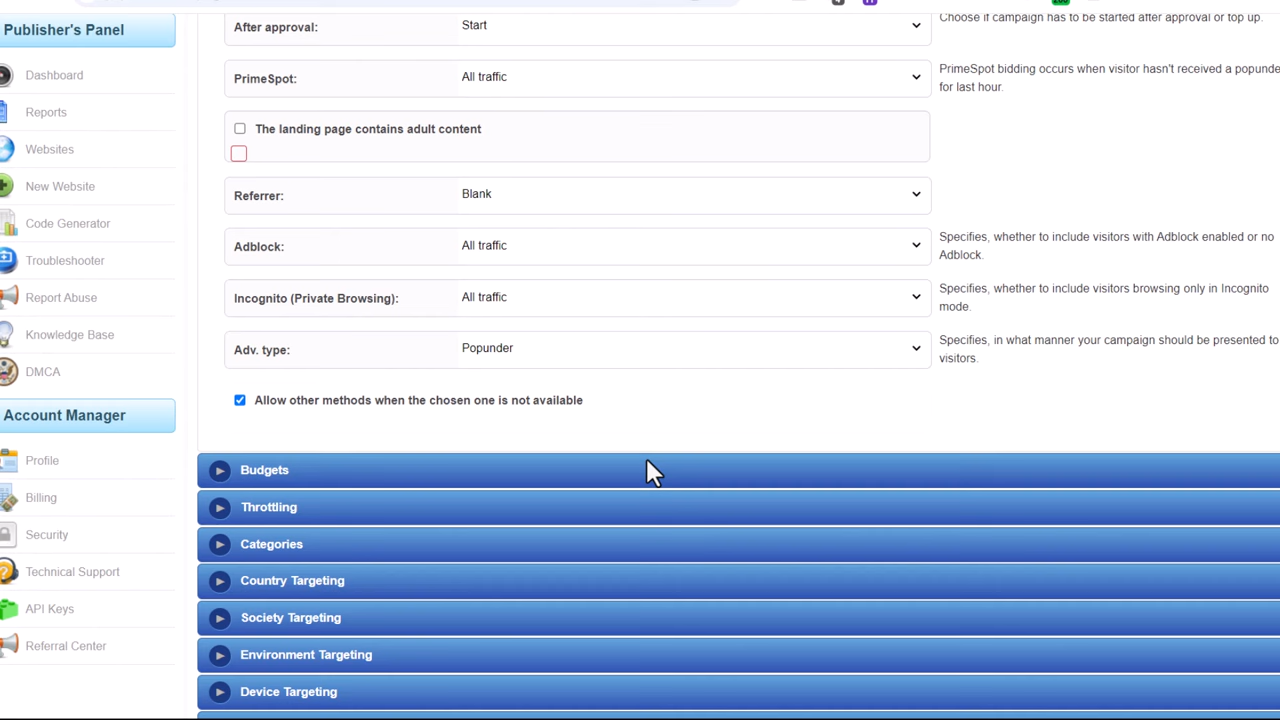 Publisher's Panel
Dashboard
Reports
Websites
New Website
Code Generator
Troubleshooter
Report Abuse
Knowledge Base
DMCA
Account Manager
Profile
Billing
Security
Technical Support
API Keys
Referral Center
After approval: Start
Choose if campaign has to be started after approval or top up.
PrimeSpot: All traffic
PrimeSpot bidding occurs when visitor hasn't received a popunde
for last hour.
The landing page contains adult content
Referrer: Blank
Adblock: All traffic
Specifies, whether to include visitors with Adblock enabled or no
Adblock.
Incognito (Private Browsing): All traffic
Specifies, whether to include visitors browsing only in Incognito
mode.
Adv. type: Popunder
Specifies, in what manner your campaign should be presented to
visitors.
Allow other methods when the chosen one is not available
Budgets
Throttling
Categories
Country Targeting
Society Targeting
Environment Targeting
Device Targeting